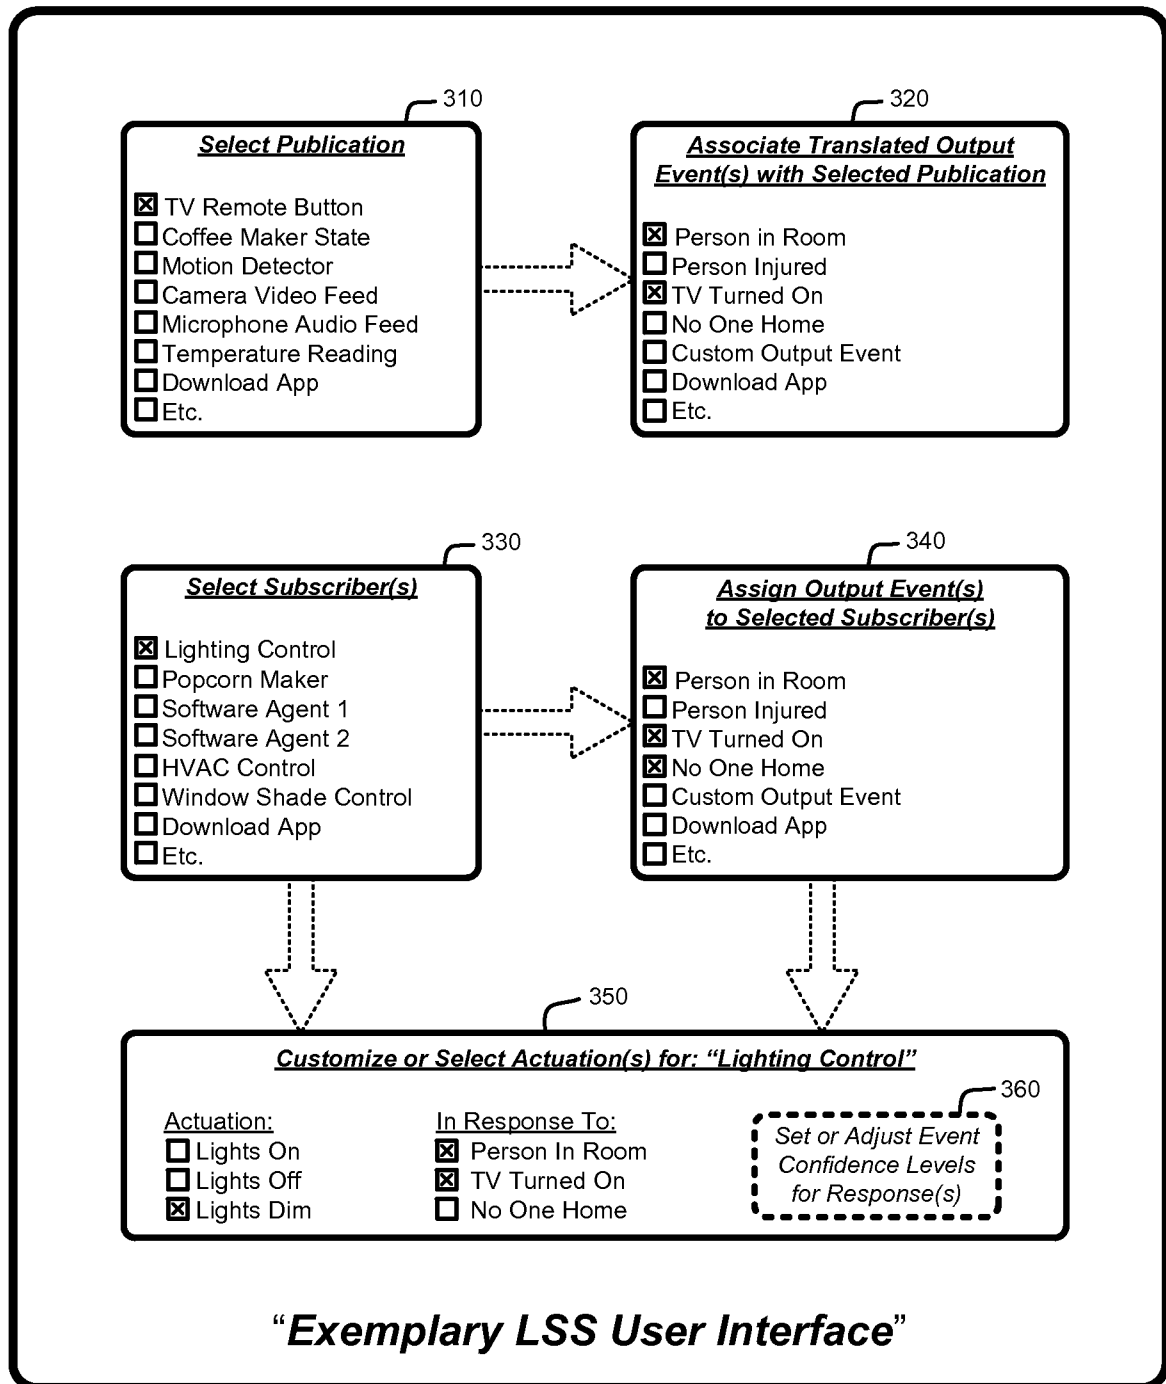 310
Select Publication
TV Remote Button
Coffee Maker State
Motion Detector
Camera Video Feed
Microphone Audio Feed
Temperature Reading
Download App
Etc.
320
Associate Translated Output
Event(s) with Selected Publication
Person in Room
Person Injured
TV Turned On
No One Home
Custom Output Event
Download App
Etc.
330
Select Subscriber(s)
Lighting Control
Popcorn Maker
Software Agent 1
Software Agent 2
HVAC Control
Window Shade Control
Download App
Etc.
340
Assign Output Event(s)
to Selected Subscriber(s)
Person in Room
Person Injured
TV Turned On
No One Home
Custom Output Event
Download App
Etc.
350
Customize or Select Actuation(s) for: “Lighting Control”
Actuation:
Lights On
Lights Off
Lights Dim
In Response To:
Person In Room
TV Turned On
No One Home
360
Set or Adjust Event
Confidence Levels
for Response(s)
“Exemplary LSS User Interface”